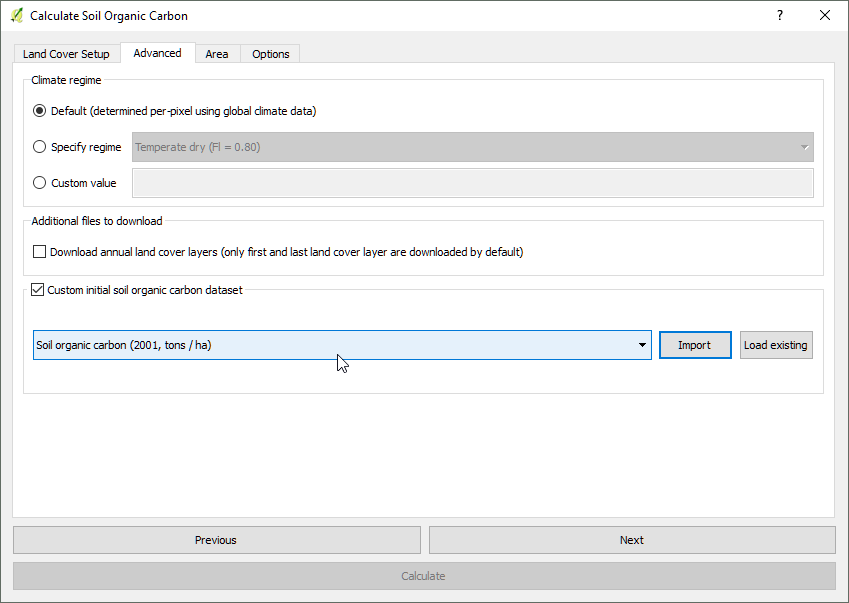 Calculate Soil Organic Carbon
?
Land Cover Setup
Advanced
Area
Options
Climate regime
Default (determined per-pixel using global climate data)
Specify regime
Temperate dry (Fl = 0.80)
Custom value
Additional files to download
Download annual land cover layers (only first and last land cover layer are downloaded by default)
Custom initial soil organic carbon dataset
Soil organic carbon (2001, tons / ha)
Import
Load existing
Previous
Next
Calculate